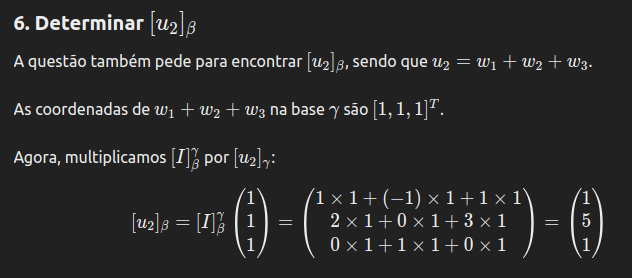 6. Determinar $[u_2]_\beta$
A questão também pede para encontrar $[u_2]_\beta$, sendo que $u_2 = w_1 + w_2 + w_3$.
As coordenadas de $w_1 + w_2 + w_3$ na base $\gamma$ são $[1, 1, 1]^T$.
Agora, multiplicamos $[I]_\beta^\gamma$ por $[u_2]_\gamma$:
$[u_2]_\beta = [I]_\beta^\gamma \begin{pmatrix} 1 \\ 1 \\ 1 \end{pmatrix} = \begin{pmatrix} 1 \times 1 + (-1) \times 1 + 1 \times 1 \\ 2 \times 1 + 0 \times 1 + 3 \times 1 \\ 0 \times 1 + 1 \times 1 + 0 \times 1 \end{pmatrix} = \begin{pmatrix} 1 \\ 5 \\ 1 \end{pmatrix}$